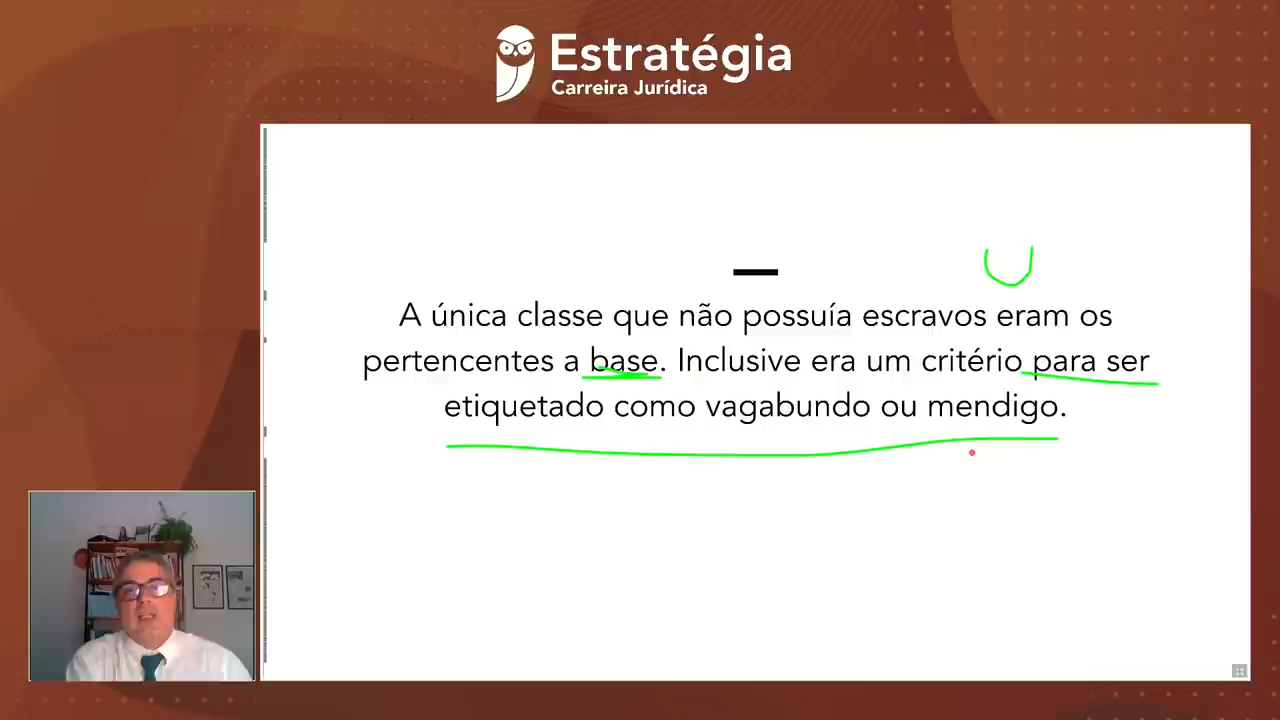 Estratégia
Carreira Jurídica
A única classe que não possuía escravos eram os
pertencentes a base. Inclusive era um critério para ser
etiquetado como vagabundo ou mendigo.